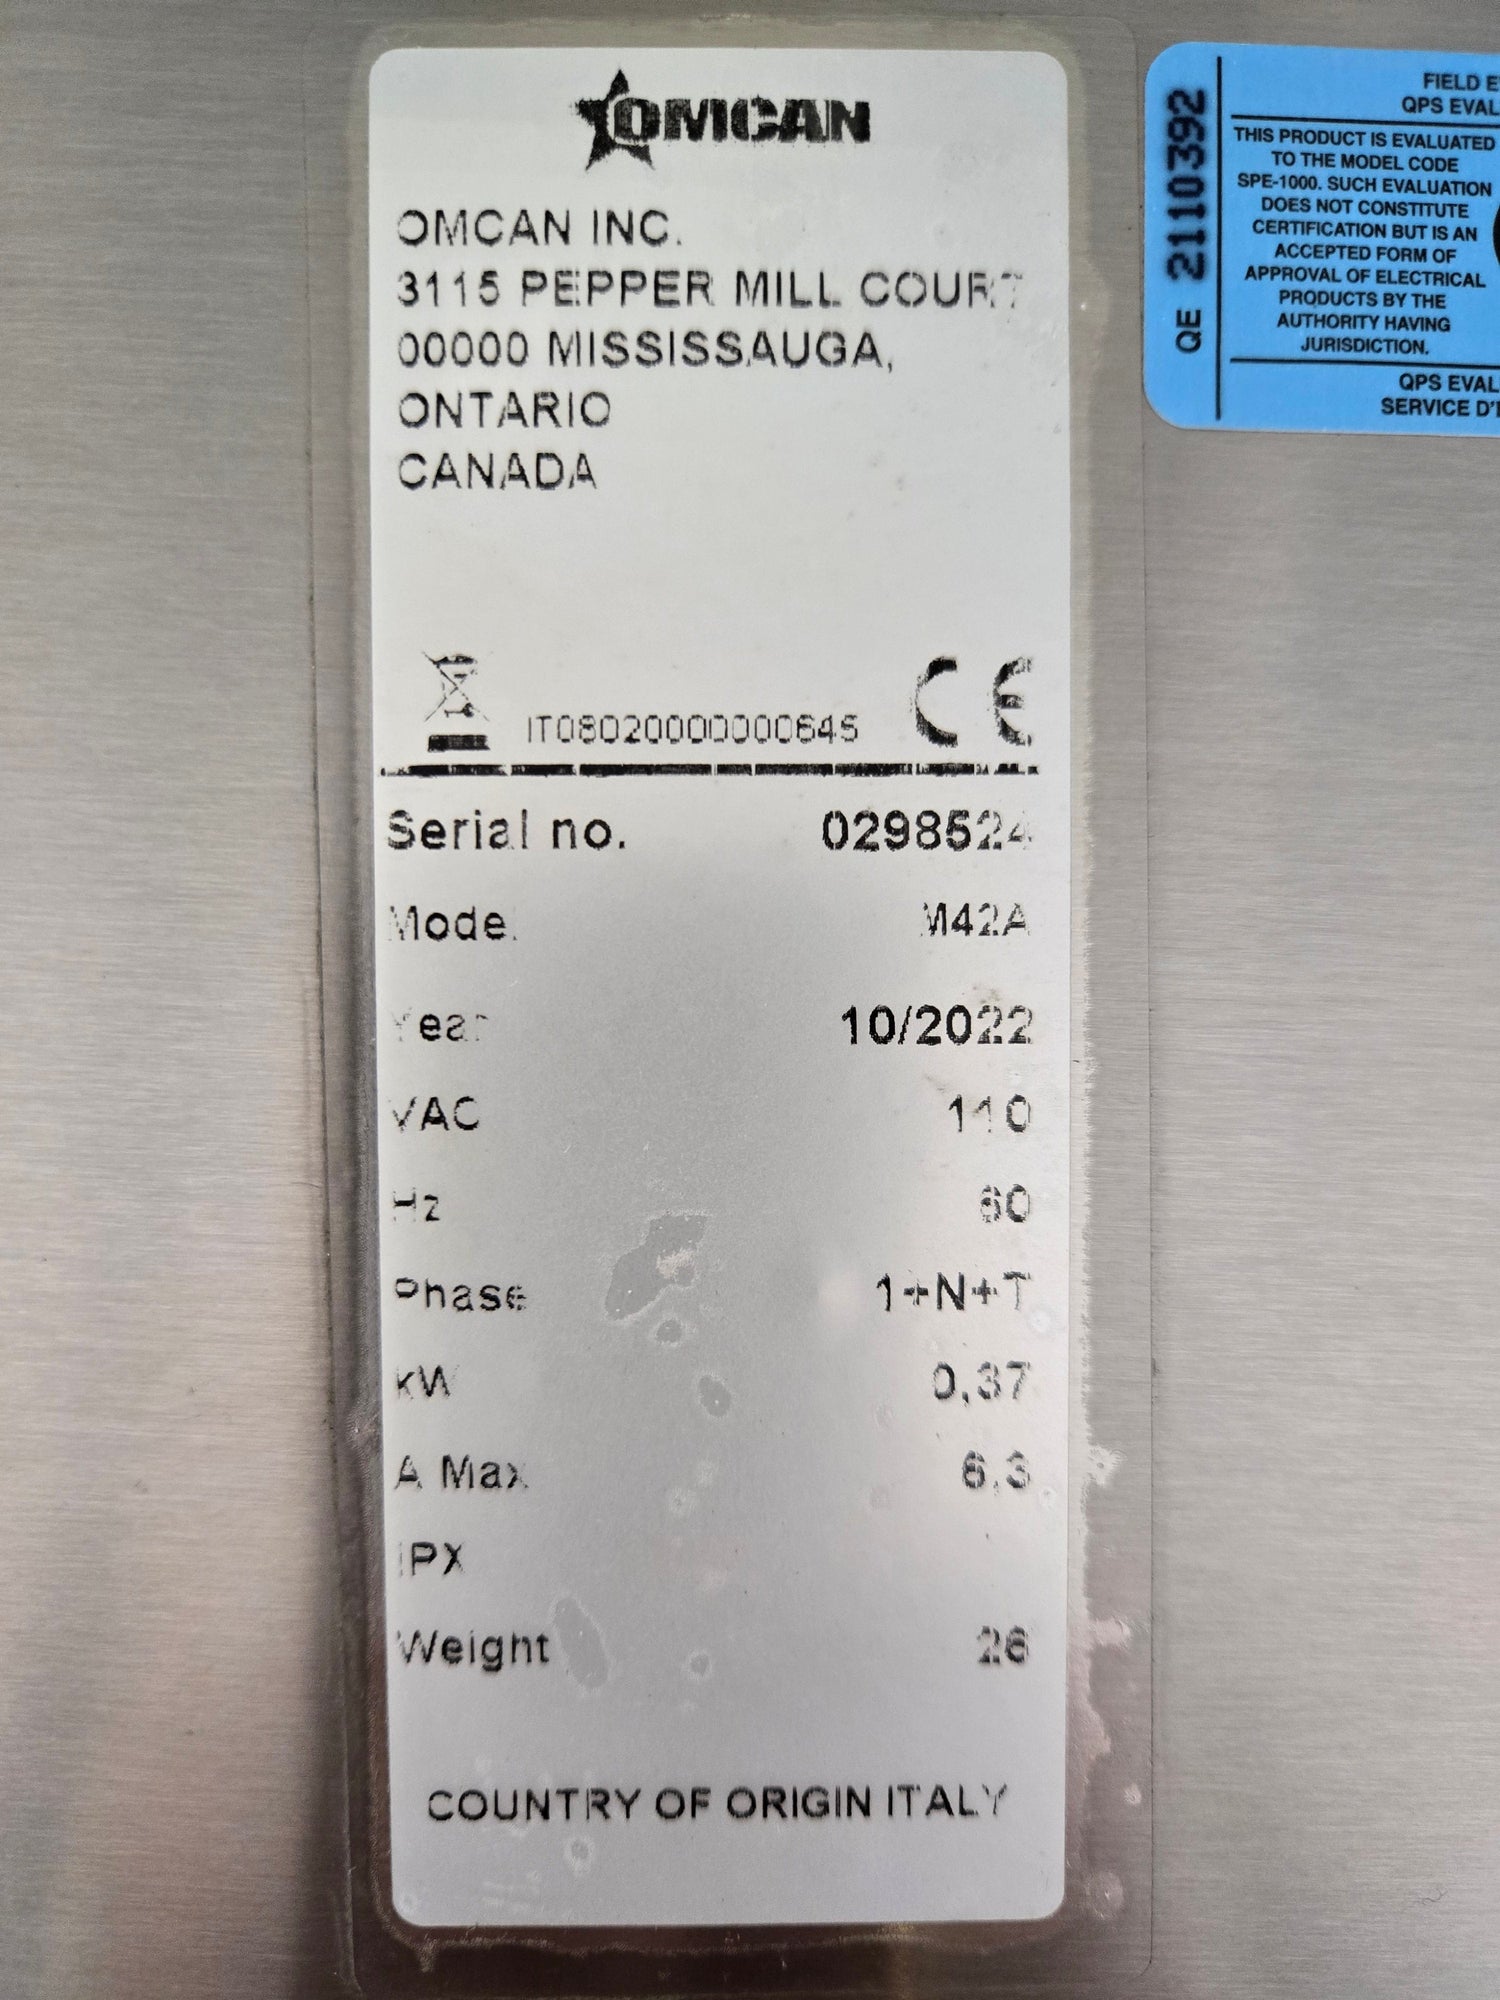 OMCAN
OMCAN INC.
3115 PEPPER MILL COURT
00000 MISSISSAUGA,
ONTARIO
CANADA
IT08020000000645 CE
Serial no. 0298524
Model M42A
Year 10/2022
VAC 110
Hz 60
Phase 1+N+T
kW 0,37
A Max 6.3
IPX
Weight 26
COUNTRY OF ORIGIN ITALY
QE 2110392
FIELD E
QPS EVAL
THIS PRODUCT IS EVALUATED
TO THE MODEL CODE
SPE-1000. SUCH EVALUATION
DOES NOT CONSTITUTE
CERTIFICATION BUT IS AN
ACCEPTED FORM OF
APPROVAL OF ELECTRICAL
PRODUCTS BY THE
AUTHORITY HAVING
JURISDICTION.
QPS EVAL
SERVICE D'